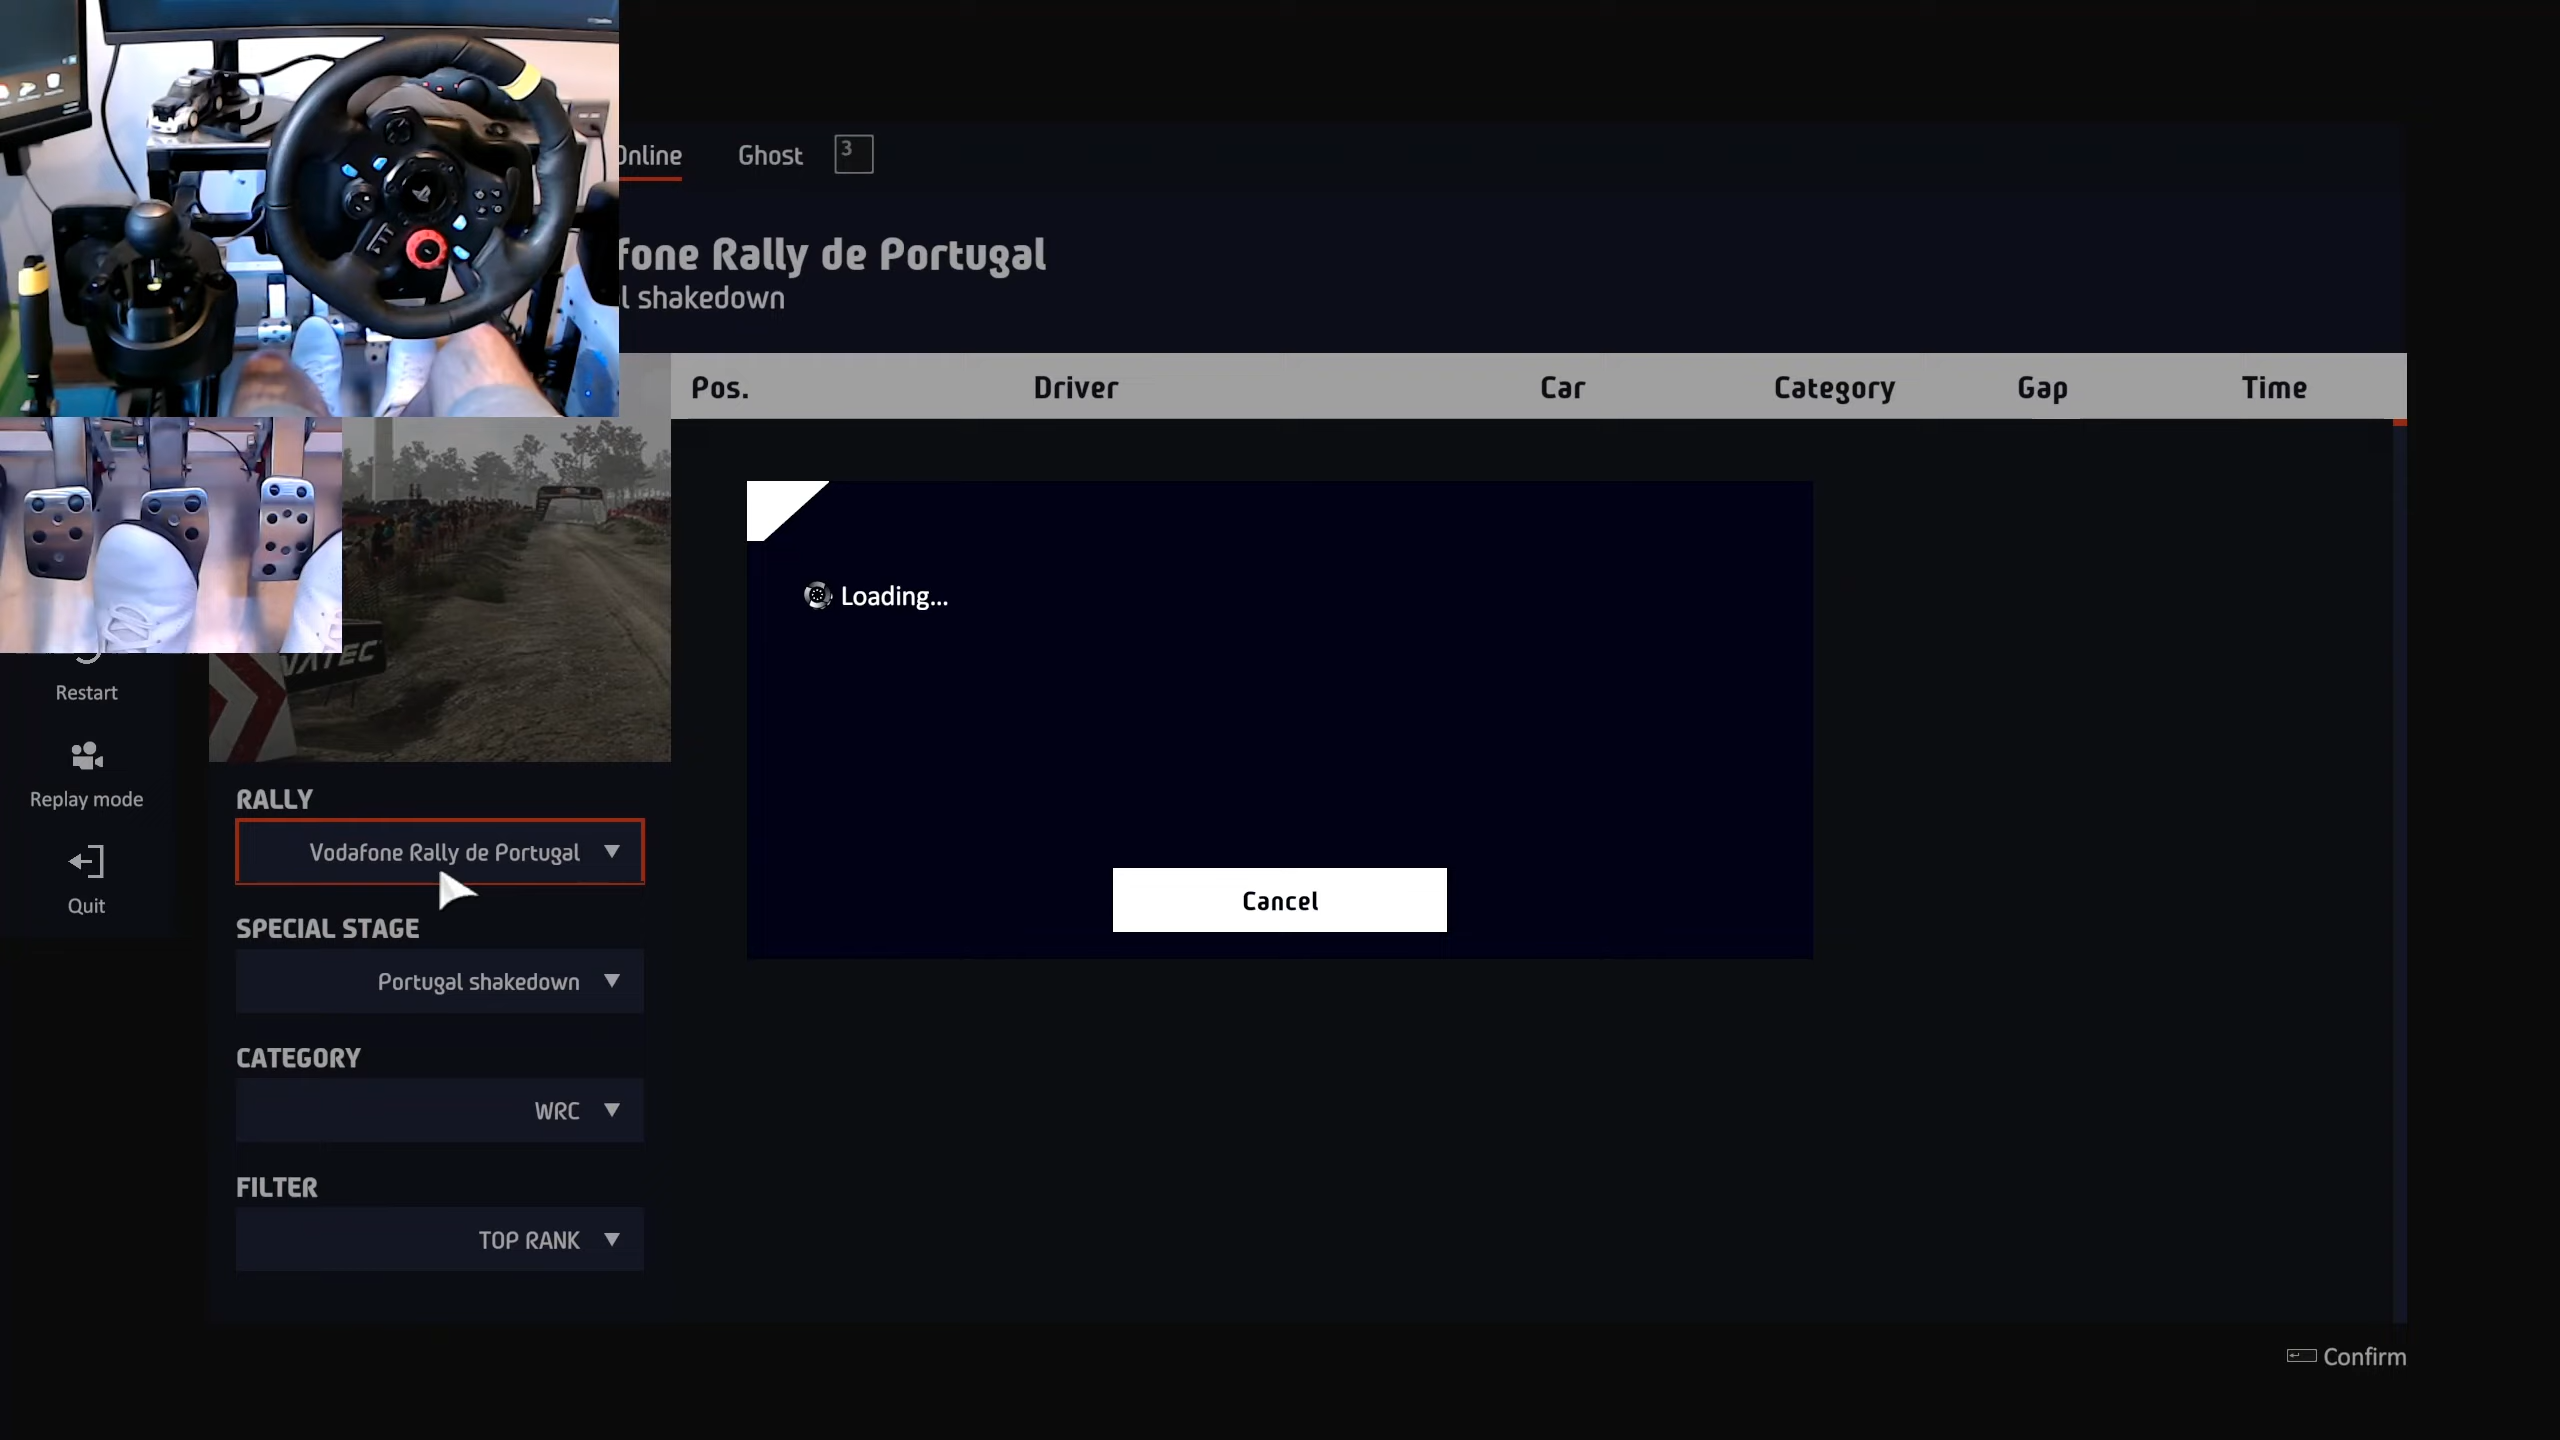 Online
Ghost
3
fone Rally de Portugal
l shakedown
Pos.
Driver
Car
Category
Gap
Time
Loading...
NATEC
Restart
Replay mode
Quit
RALLY
Vodafone Rally de Portugal
Cancel
SPECIAL STAGE
Portugal shakedown
CATEGORY
WRC
FILTER
TOP RANK
Confirm